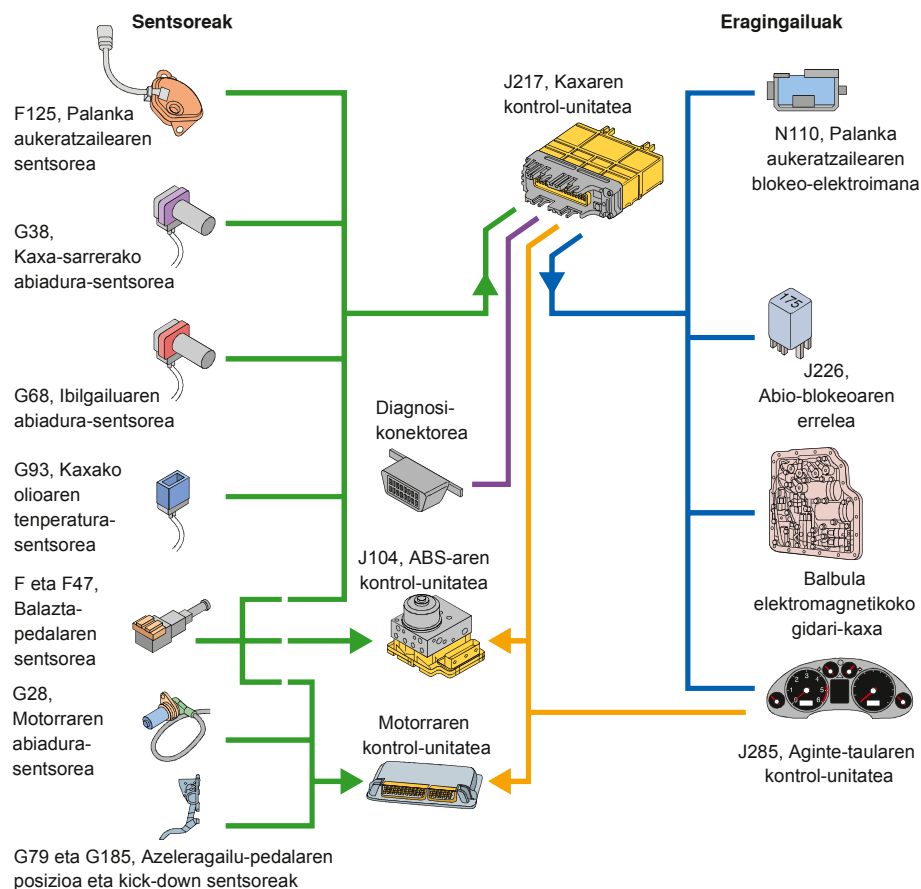 Sentsoreak
Eragingailuak
F125, Palanka
aukeratzailearen
sentsorea
G38,
Kaxa-sarrerako
abiadura-sentsorea
G68, Ibilgailuaren
abiadura-sentsorea
G93, Kaxako
olioaren
tenperatura-
sentsorea
F eta F47,
Balazta-
pedalaren
sentsorea
G28,
Motorraren
abiadura-
sentsorea
G79 eta G185, Azeleragailu-pedalaren
posizioa eta kick-down sentsoreak
J217, Kaxaren
kontrol-unitatea
Diagnosi-
konektorea
J104, ABS-aren
kontrol-unitatea
Motorraren
kontrol-unitatea
N110, Palanka
aukeratzailearen
blokeo-elektroimana
175
J226,
Abio-blokeoaren
errelea
Balbula
elektromagnetikoko
gidari-kaxa
J285, Aginte-taularen
kontrol-unitatea